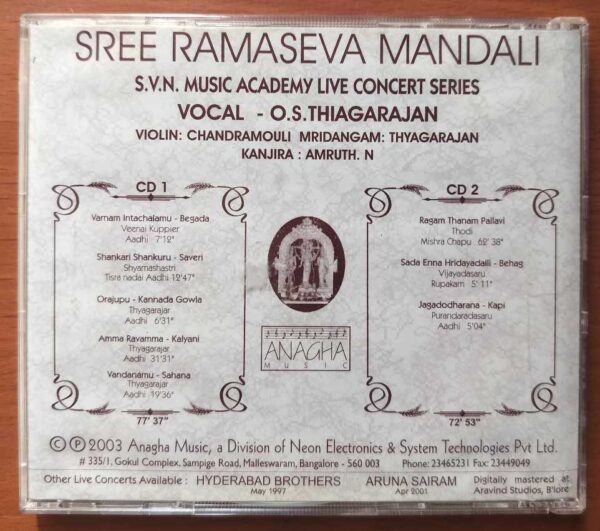 SREE RAMASEVA MANDALI
S.V.N. MUSIC ACADEMY LIVE CONCERT SERIES
VOCAL - O.S.THIAGARAJAN
VIOLIN: CHANDRAMOULI MRIDANGAM: THYAGARAJAN
KANJIRA : AMRUTH. N
CD 1
Varnam Intachalamu - Begada
Veenai Kuppier
Aadhi 7'12"
Shankari Shankuru - Saveri
Shyamashastri
Tisra nadai Aadhi 12'47"
Orajupu - Kannada Gowla
Thyagarajar
Aadhi 6'31"
Amma Ravamma - Kalyani
Thyagarajar
Aadhi 31'31"
Vandanamu - Sahana
Thyagarajar
Aadhi 19'36"
77' 37"
ANAGHA
MUSIC
CD 2
Ragam Thanam Pallavi
Thodi
Mishra Chapu 62' 38"
Sada Enna Hridayadalli - Behag
Vijayadasaru
Rupakam 5' 11"
Jagadodharana - Kapi
Purandaradasaru
Aadhi 5'04"
72' 53"
© ℗ 2003 Anagha Music, a Division of Neon Electronics & System Technologies Pvt Ltd.
# 335/1, Gokul Complex, Sampige Road, Malleswaram, Bangalore - 560 003 Phone: 23465231 Fax: 23449049
Other Live Concerts Available : HYDERABAD BROTHERS ARUNA SAIRAM Digitally mastered at
May 1997 Apr 2001 Aravind Studios, B'lore